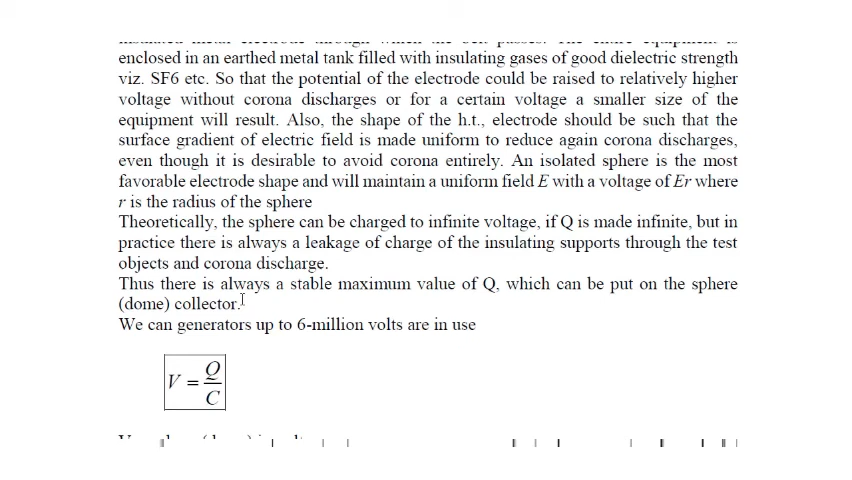 enclosed in an earthed metal tank filled with insulating gases of good dielectric strength
viz. SF6 etc. So that the potential of the electrode could be raised to relatively higher
voltage without corona discharges or for a certain voltage a smaller size of the
equipment will result. Also, the shape of the h.t., electrode should be such that the
surface gradient of electric field is made uniform to reduce again corona discharges,
even though it is desirable to avoid corona entirely. An isolated sphere is the most
favorable electrode shape and will maintain a uniform field E with a voltage of Er where
r is the radius of the sphere
Theoretically, the sphere can be charged to infinite voltage, if Q is made infinite, but in
practice there is always a leakage of charge of the insulating supports through the test
objects and corona discharge.
Thus there is always a stable maximum value of Q, which can be put on the sphere
(dome) collector.
We can generators up to 6-million volts are in use
V = Q/C